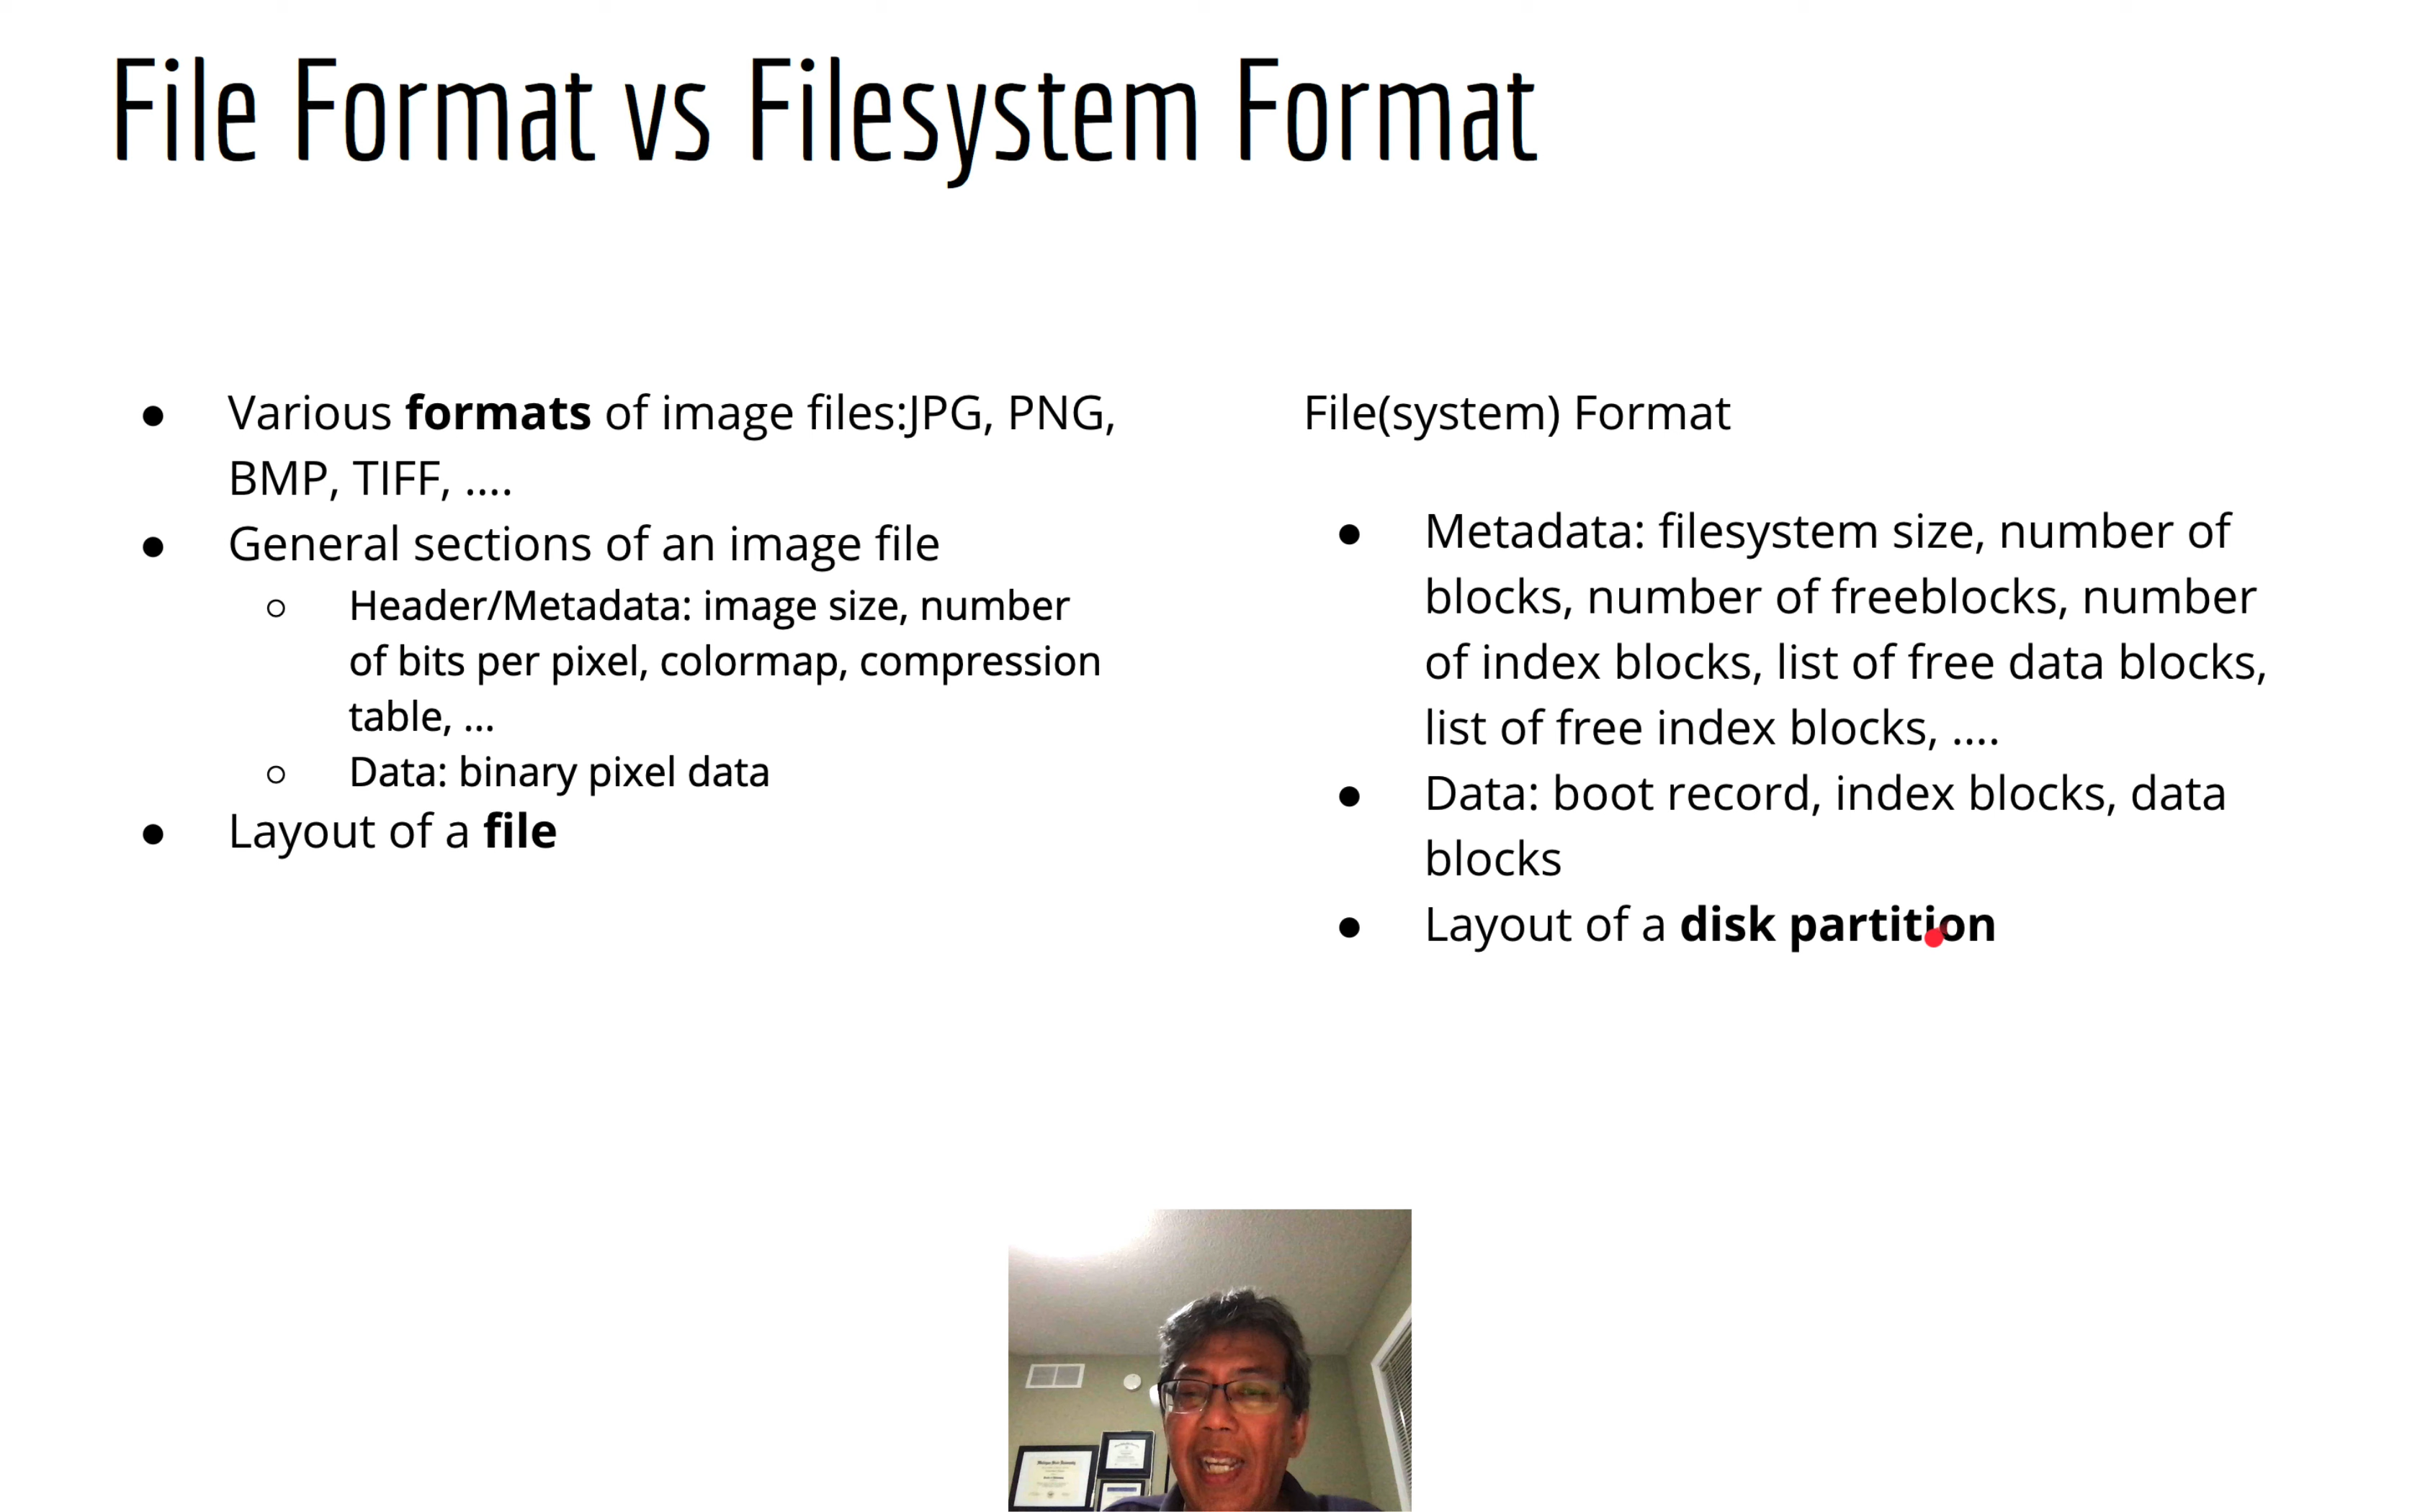 File Format vs Filesystem Format
● Various formats of image files:JPG, PNG,
BMP, TIFF, ....
● General sections of an image file
○ Header/Metadata: image size, number
of bits per pixel, colormap, compression
table, ...
○ Data: binary pixel data
● Layout of a file
File(system) Format
● Metadata: filesystem size, number of
blocks, number of freeblocks, number
of index blocks, list of free data blocks,
list of free index blocks, ....
● Data: boot record, index blocks, data
blocks
● Layout of a disk partition
Michigan State University